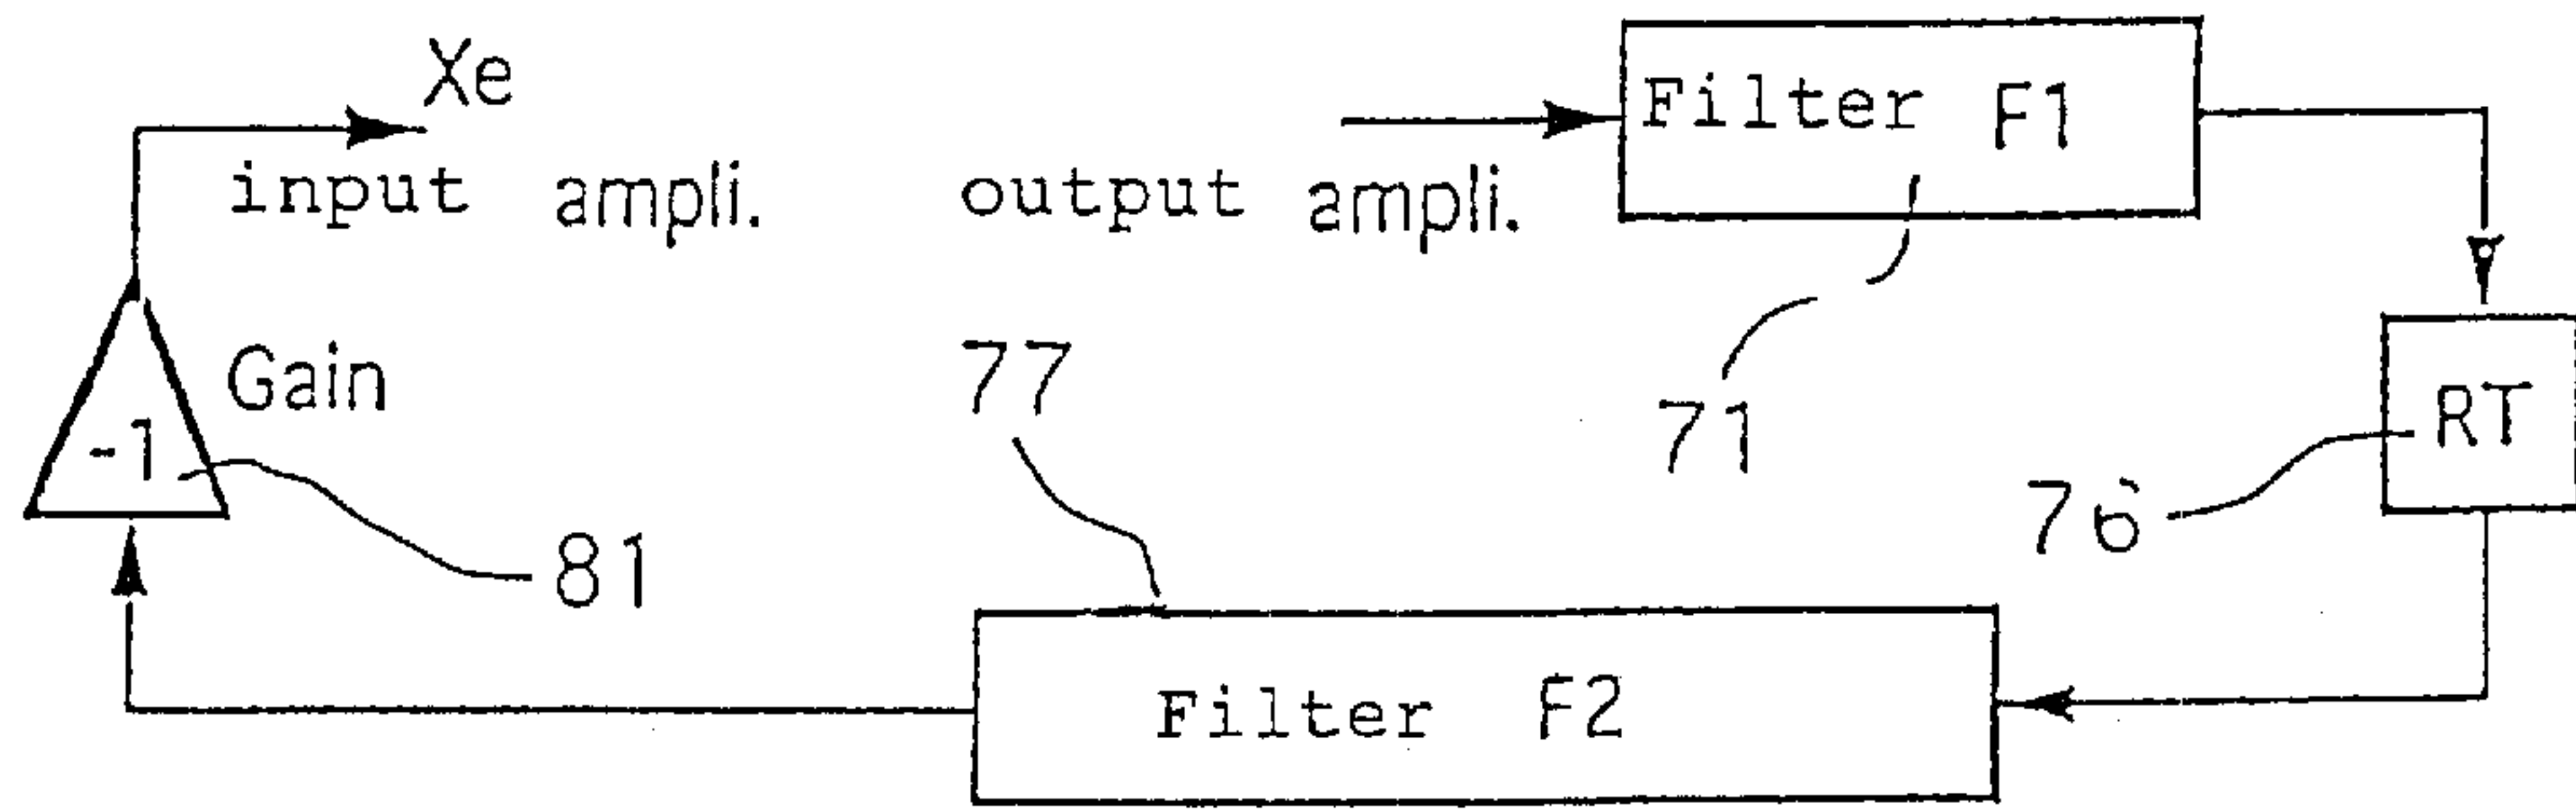 Xe
input ampli.
output ampli.
Filter F1
Gain
-1
81
77
71
76
RT
Filter F2